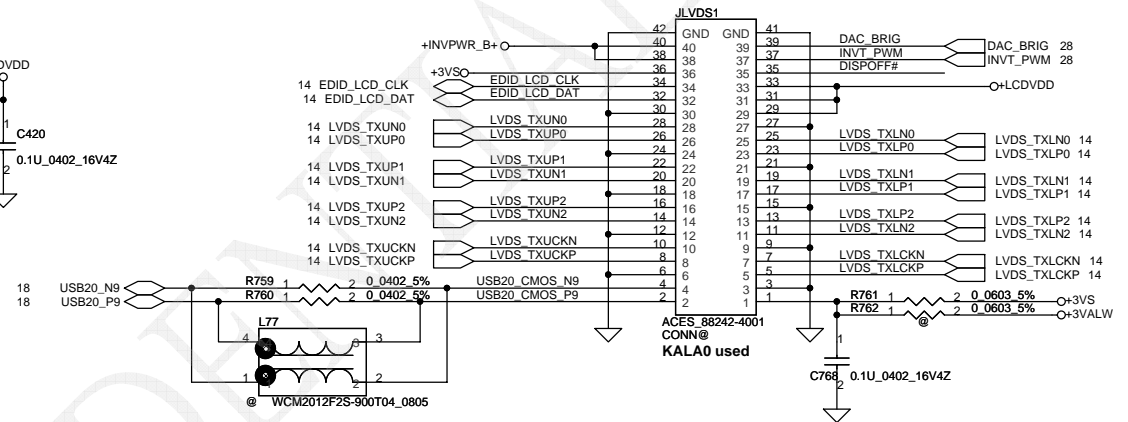 JLVDS1
42 GND GND 41
+INVPWR_B+ 40 40 39 39 DAC_BRIG DAC_BRIG 28
38 38 37 37 INVT_PWM INVT_PWM 28
+3VS 36 36 35 35 DISPOFF#
14 EDID_LCD_CLK EDID_LCD_CLK 34 34 33 33 +LCDVDD
14 EDID_LCD_DAT EDID_LCD_DAT 32 32 31 31
30 30 29 29
14 LVDS_TXUN0 LVDS_TXUN0 28 28 27 27
14 LVDS_TXUP0 LVDS_TXUP0 26 26 25 25 LVDS_TXLN0 LVDS_TXLN0 14
24 24 23 23 LVDS_TXLP0 LVDS_TXLP0 14
14 LVDS_TXUP1 LVDS_TXUP1 22 22 21 21
14 LVDS_TXUN1 LVDS_TXUN1 20 20 19 19 LVDS_TXLN1 LVDS_TXLN1 14
18 18 17 17 LVDS_TXLP1 LVDS_TXLP1 14
14 LVDS_TXUP2 LVDS_TXUP2 16 16 15 15
14 LVDS_TXUN2 LVDS_TXUN2 14 14 13 13 LVDS_TXLP2 LVDS_TXLP2 14
12 12 11 11 LVDS_TXLN2 LVDS_TXLN2 14
14 LVDS_TXUCKN LVDS_TXUCKN 10 10 9 9
14 LVDS_TXUCKP LVDS_TXUCKP 8 8 7 7 LVDS_TXLCKN LVDS_TXLCKN 14
6 6 5 5 LVDS_TXLCKP LVDS_TXLCKP 14
18 USB20_N9 R759 1 2 0_0402_5% USB20_CMOS_N9 4 4 3 3
18 USB20_P9 R760 1 2 0_0402_5% USB20_CMOS_P9 2 2 1 1
R761 1 2 0_0603_5% +3VS
R762 1 2 0_0603_5% +3VALW
@
ACES_88242-4001
CONN@
KALA0 used
L77
4 3 3
1 2 2
@ WCM2012F2S-900T04_0805
1
C768 0.1U_0402_16V4Z
2
DVDD
1
C420
0.1U_0402_16V4Z
2